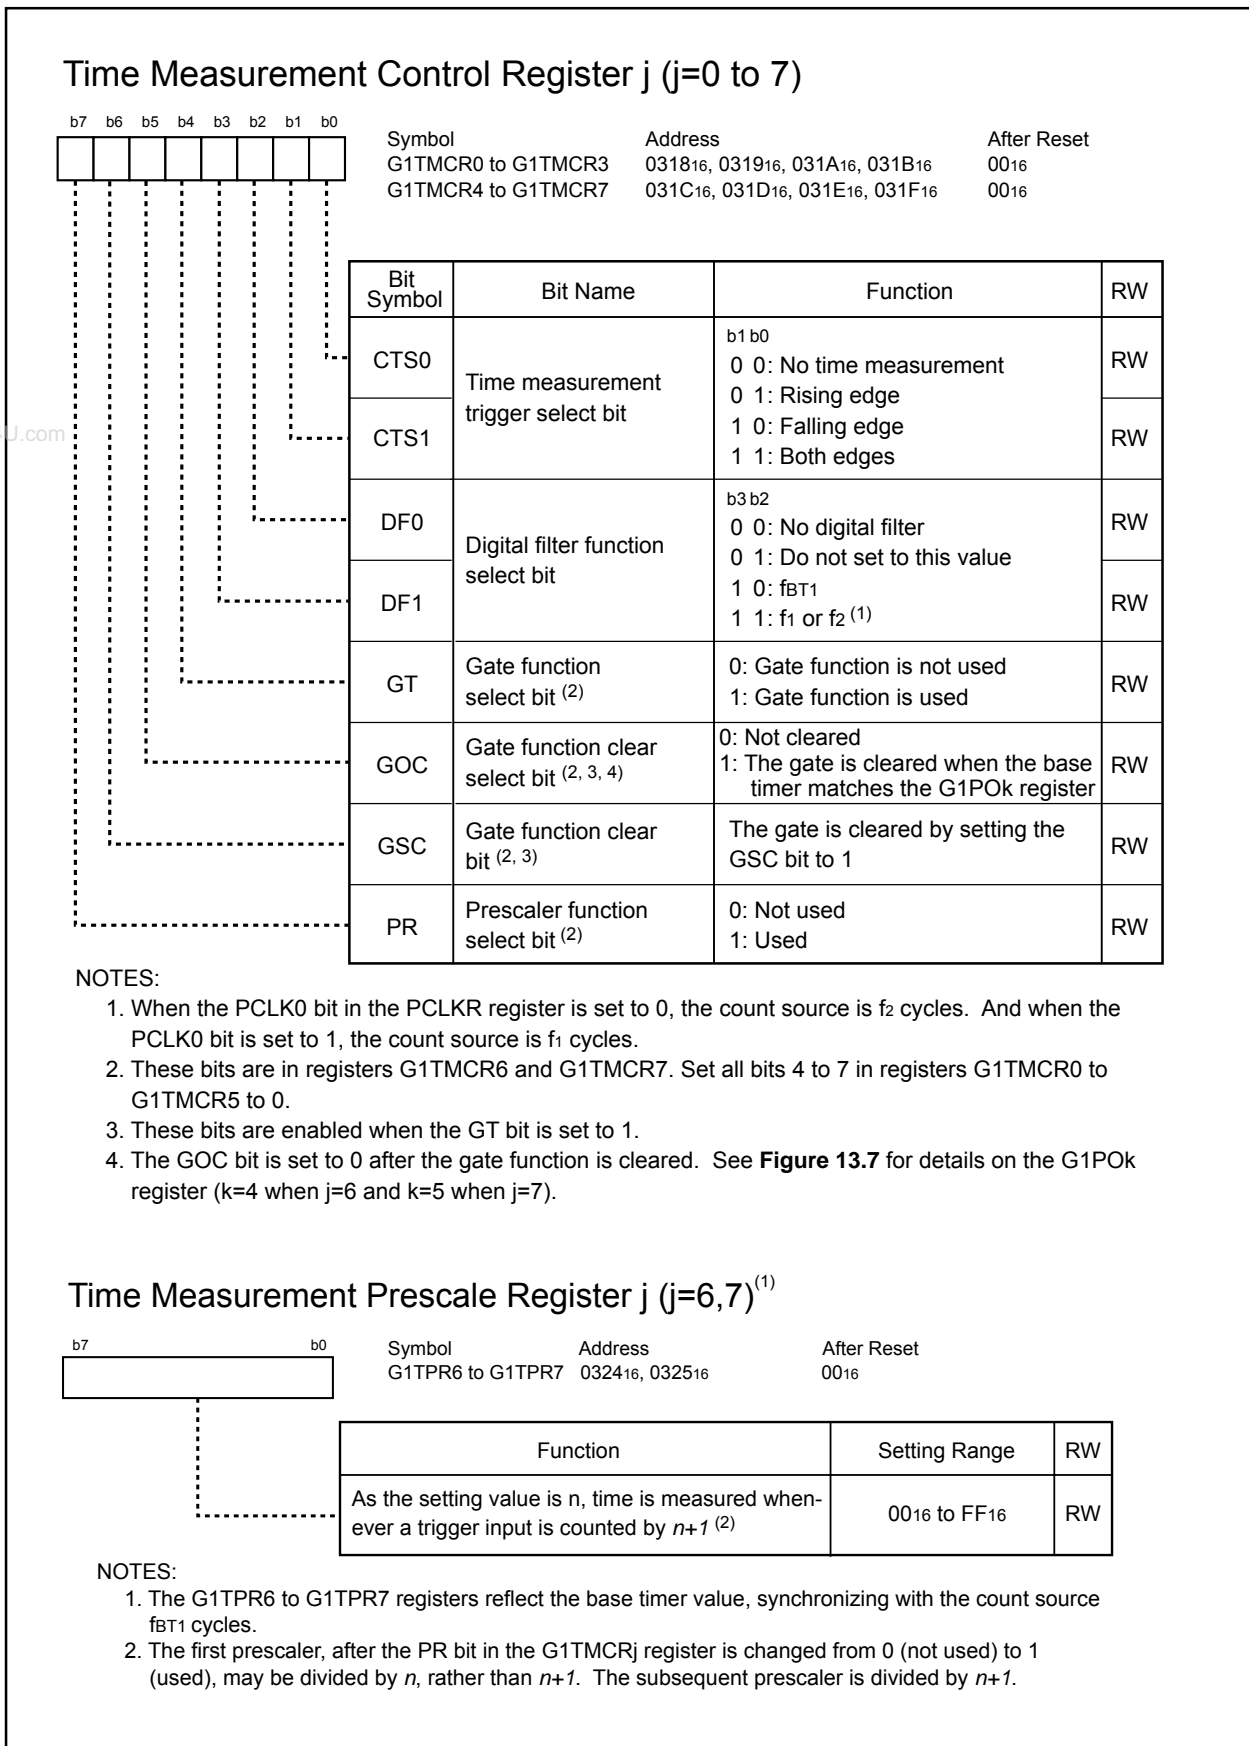 Time Measurement Control Register j (j=0 to 7)
b7 b6 b5 b4 b3 b2 b1 b0
Symbol Address After Reset
G1TMCR0 to G1TMCR3 031816, 031916, 031A16, 031B16 0016
G1TMCR4 to G1TMCR7 031C16, 031D16, 031E16, 031F16 0016
Bit Symbol Bit Name Function RW
CTS0 RW
CTS1 RW
Time measurement
trigger select bit
b1 b0
0 0: No time measurement
0 1: Rising edge
1 0: Falling edge
1 1: Both edges
U.com
DF0 RW
DF1 RW
Digital filter function
select bit
b3 b2
0 0: No digital filter
0 1: Do not set to this value
1 0: fBT1
1 1: f1 or f2 (1)
GT RW
Gate function
select bit (2)
0: Gate function is not used
1: Gate function is used
GOC RW
Gate function clear
select bit (2, 3, 4)
0: Not cleared
1: The gate is cleared when the base
timer matches the G1POk register
GSC RW
Gate function clear
bit (2, 3)
The gate is cleared by setting the
GSC bit to 1
PR RW
Prescaler function
select bit (2)
0: Not used
1: Used
NOTES:
1. When the PCLK0 bit in the PCLKR register is set to 0, the count source is f2 cycles. And when the
PCLK0 bit is set to 1, the count source is f1 cycles.
2. These bits are in registers G1TMCR6 and G1TMCR7. Set all bits 4 to 7 in registers G1TMCR0 to
G1TMCR5 to 0.
3. These bits are enabled when the GT bit is set to 1.
4. The GOC bit is set to 0 after the gate function is cleared. See Figure 13.7 for details on the G1POk
register (k=4 when j=6 and k=5 when j=7).
Time Measurement Prescale Register j (j=6,7)(1)
b7 b0
Symbol Address After Reset
G1TPR6 to G1TPR7 032416, 032516 0016
Function Setting Range RW
As the setting value is n, time is measured when-
ever a trigger input is counted by n+1 (2)
0016 to FF16 RW
NOTES:
1. The G1TPR6 to G1TPR7 registers reflect the base timer value, synchronizing with the count source
fBT1 cycles.
2. The first prescaler, after the PR bit in the G1TMCRj register is changed from 0 (not used) to 1
(used), may be divided by n, rather than n+1. The subsequent prescaler is divided by n+1.